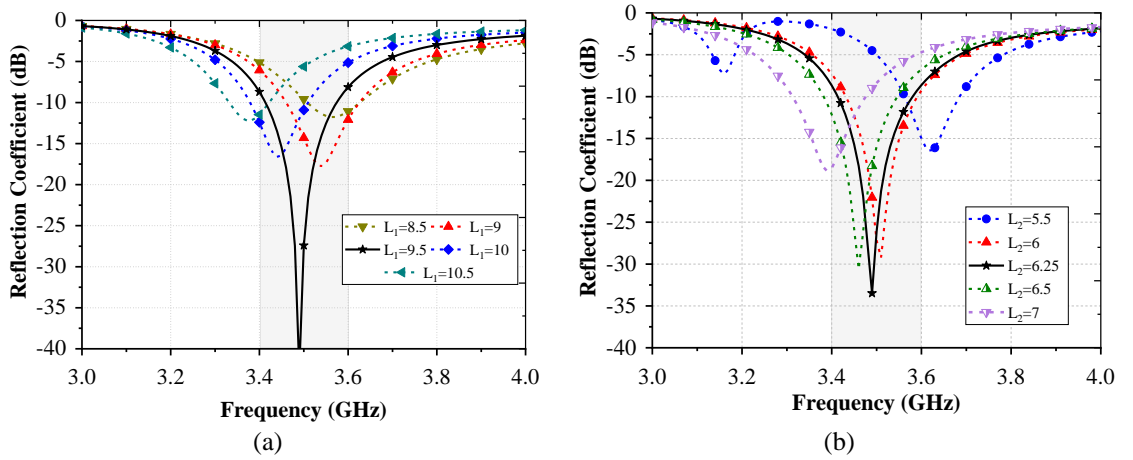 Reflection Coefficient (dB)
0
-5
-10
-15
-20
-25
-30
-35
-40
3.0 3.2 3.4 3.6 3.8 4.0
Frequency (GHz)
L₁=8.5 L₁=9
L₁=9.5 L₁=10
L₁=10.5
(a)
Reflection Coefficient (dB)
0
-5
-10
-15
-20
-25
-30
-35
-40
3.0 3.2 3.4 3.6 3.8 4.0
Frequency (GHz)
L₂=5.5
L₂=6
L₂=6.25
L₂=6.5
L₂=7
(b)